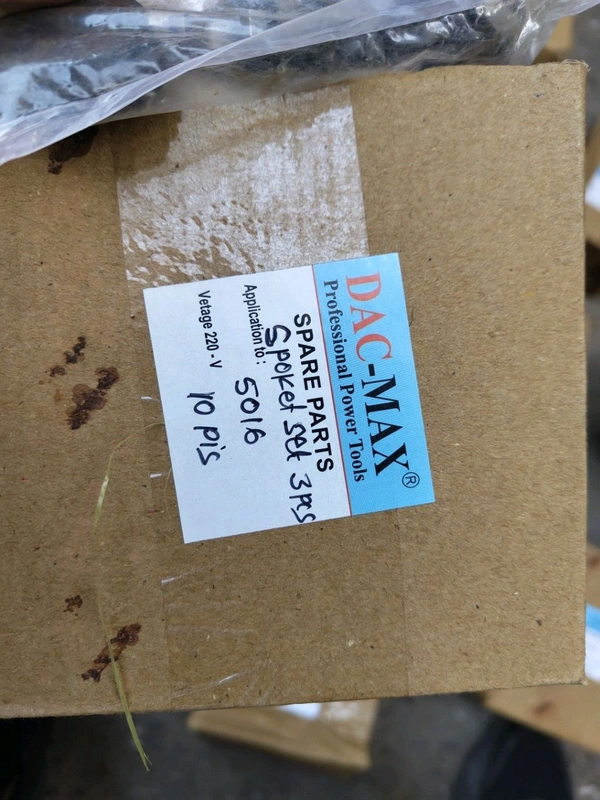 DAC-MAX®
Professional Power Tools
SPARE PARTS
Spoket set 3pcs
Application to: 5016
Vetage 220 - V 10 pis